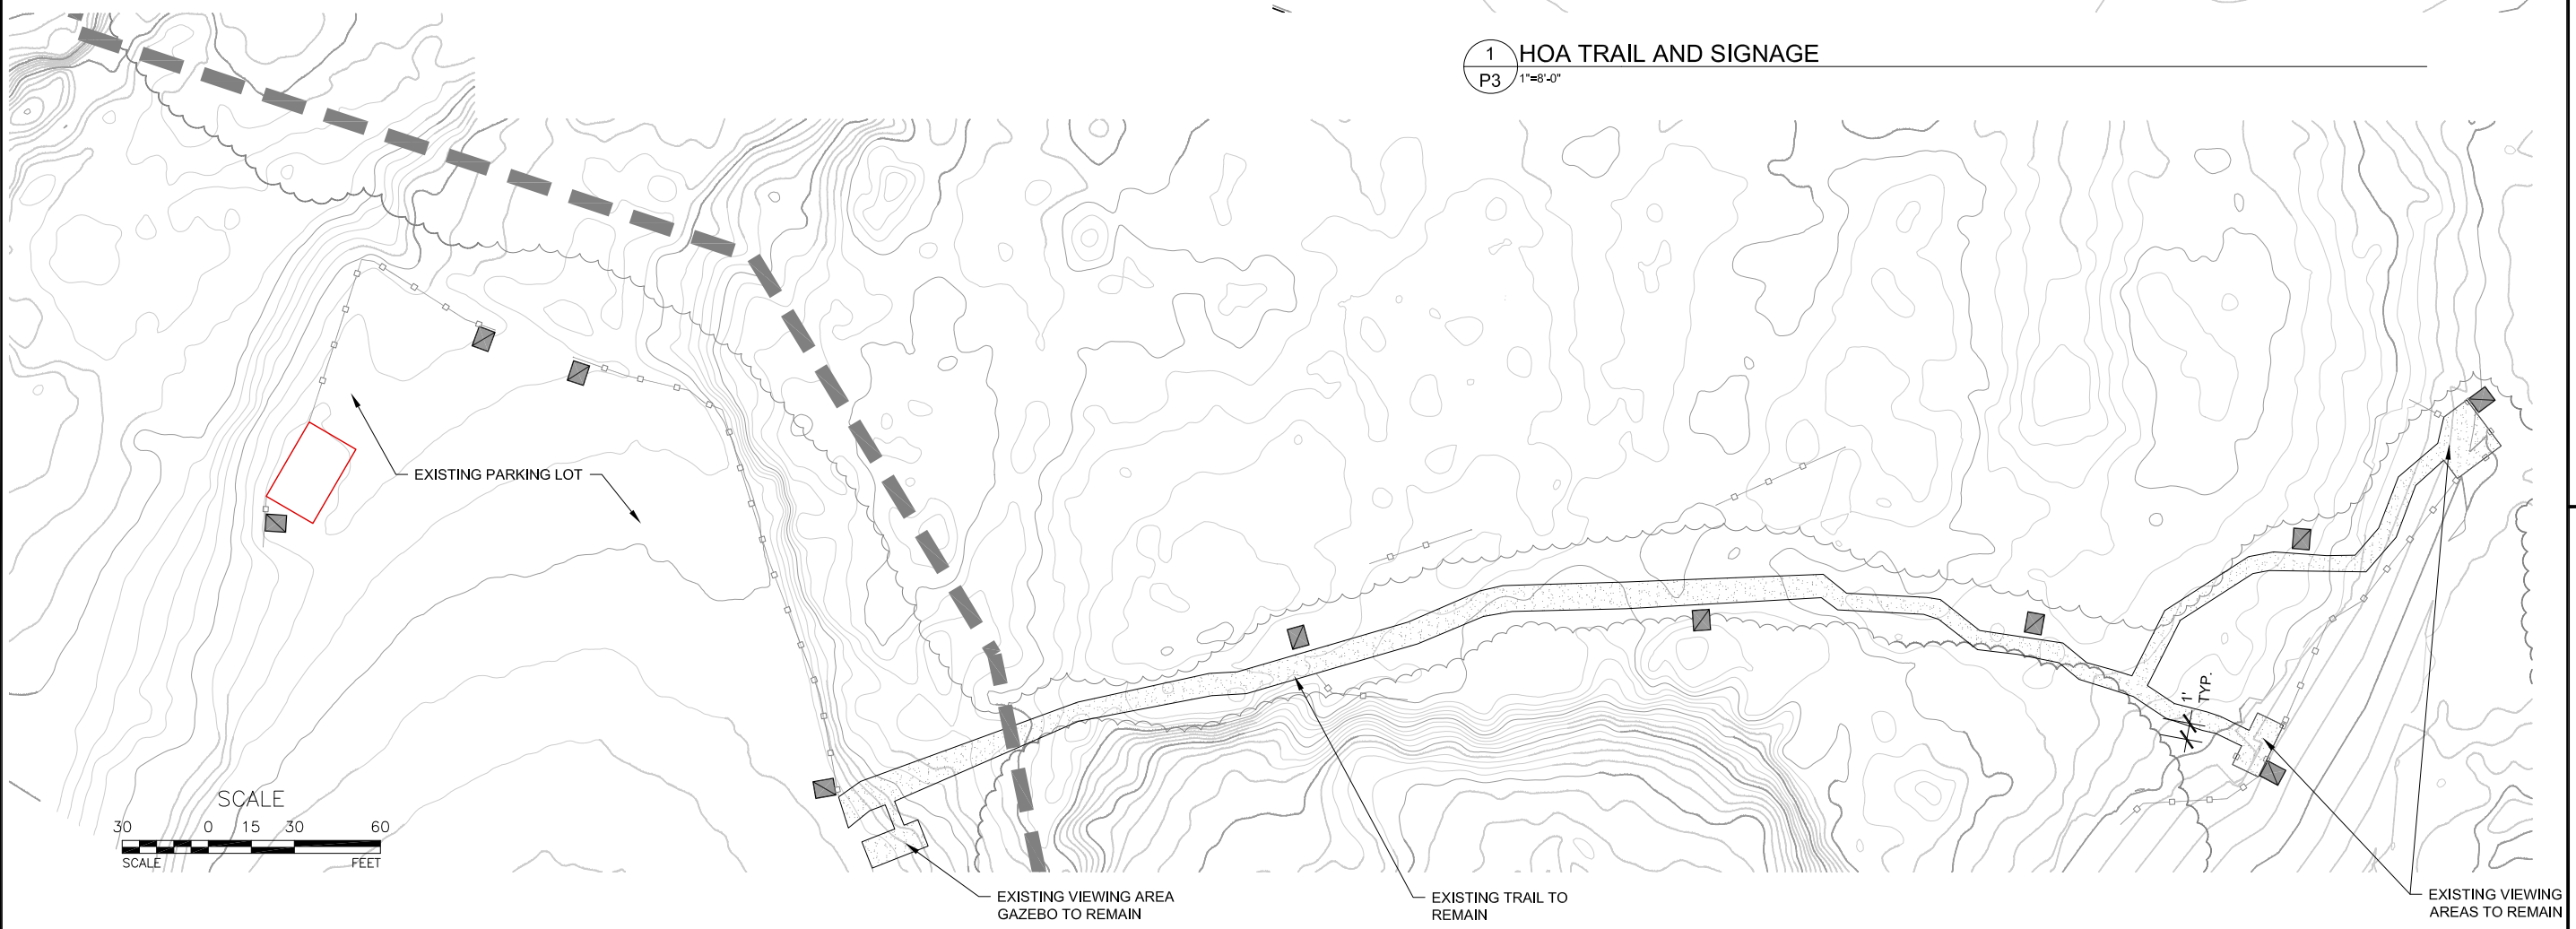 1
P3
HOA TRAIL AND SIGNAGE
1"=8'-0"
EXISTING PARKING LOT
1'
TYP.
SCALE
30 0 15 30 60
SCALE FEET
EXISTING VIEWING AREA
GAZEBO TO REMAIN
EXISTING TRAIL TO
REMAIN
EXISTING VIEWING
AREAS TO REMAIN